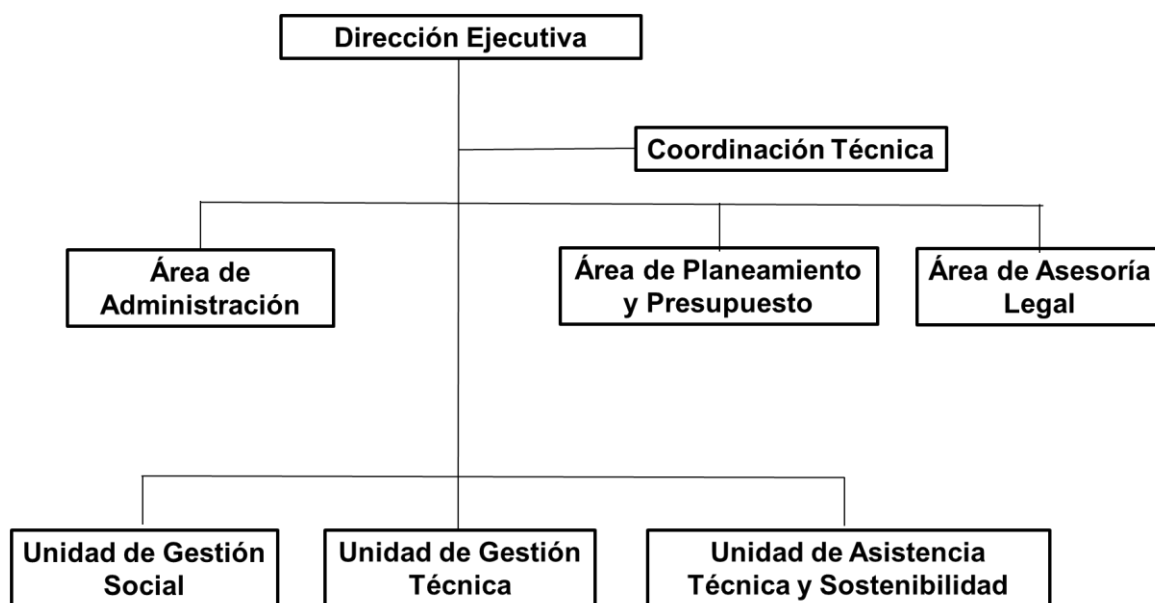 Dirección Ejecutiva
Coordinación Técnica
Área de
Administración
Área de Planeamiento
y Presupuesto
Área de Asesoría
Legal
Unidad de Gestión
Social
Unidad de Gestión
Técnica
Unidad de Asistencia
Técnica y Sostenibilidad